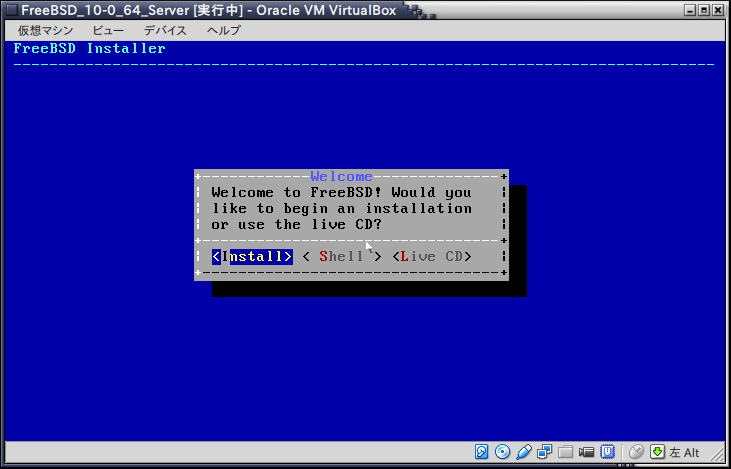 FreeBSD_10-0_64_Server [実行中] - Oracle VM VirtualBox
仮想マシン ビュー デバイス ヘルプ
FreeBSD Installer
Welcome
Welcome to FreeBSD! Would you
like to begin an installation
or use the live CD?
<Install> < Shell > <Live CD>
左 Alt